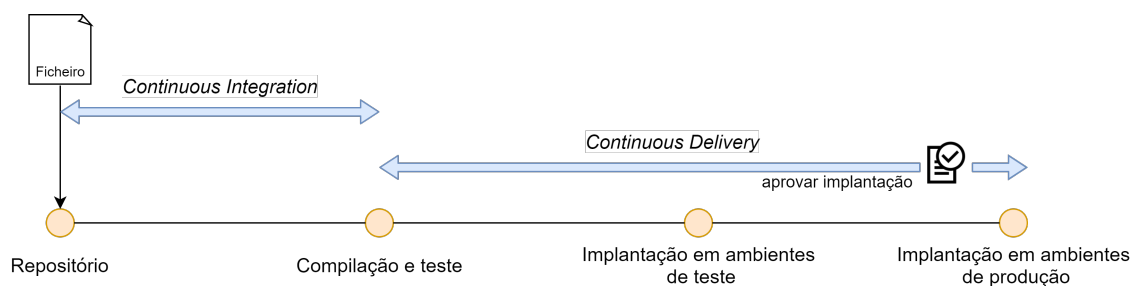 Ficheiro
Continuous Integration
Continuous Delivery
aprovar implantação
Repositório
Compilação e teste
Implantação em ambientes
de teste
Implantação em ambientes
de produção